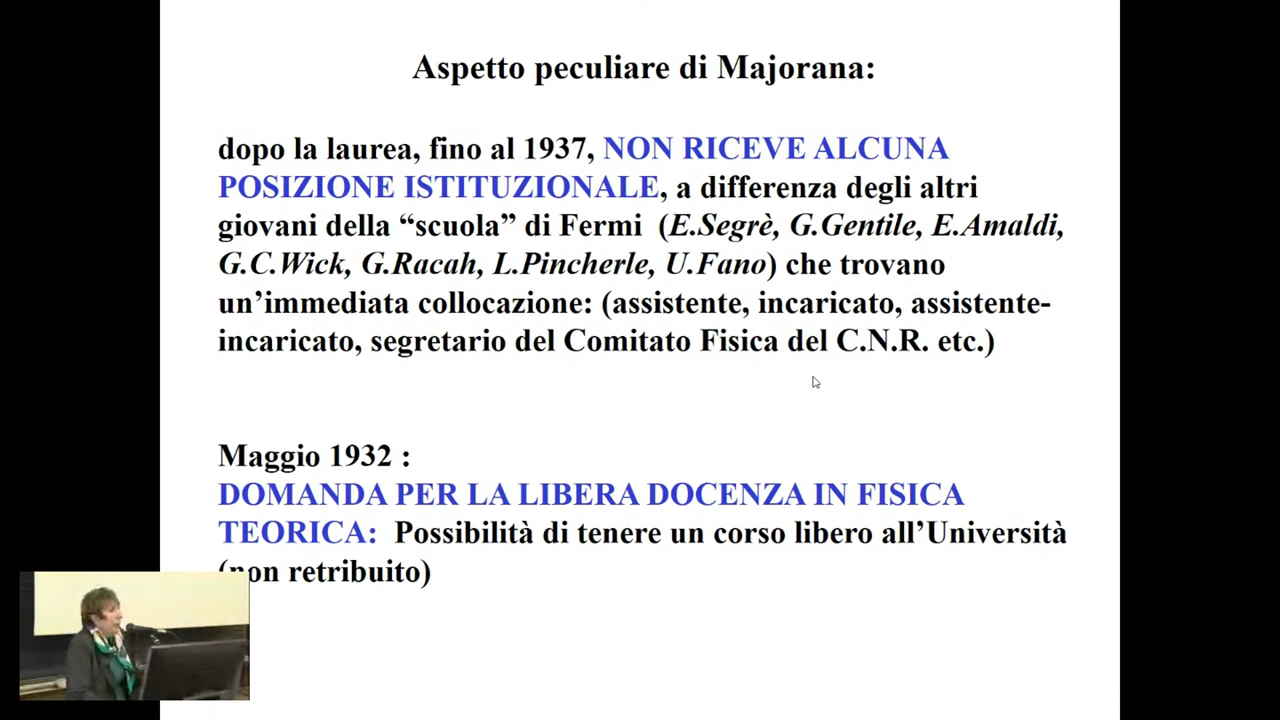 Aspetto peculiare di Majorana:
dopo la laurea, fino al 1937, NON RICEVE ALCUNA
POSIZIONE ISTITUZIONALE, a differenza degli altri
giovani della “scuola” di Fermi (E.Segrè, G.Gentile, E.Amaldi,
G.C.Wick, G.Racah, L.Pincherle, U.Fano) che trovano
un’immediata collocazione: (assistente, incaricato, assistente-
incaricato, segretario del Comitato Fisica del C.N.R. etc.)
Maggio 1932 :
DOMANDA PER LA LIBERA DOCENZA IN FISICA
TEORICA: Possibilità di tenere un corso libero all’Università
(non retribuito)